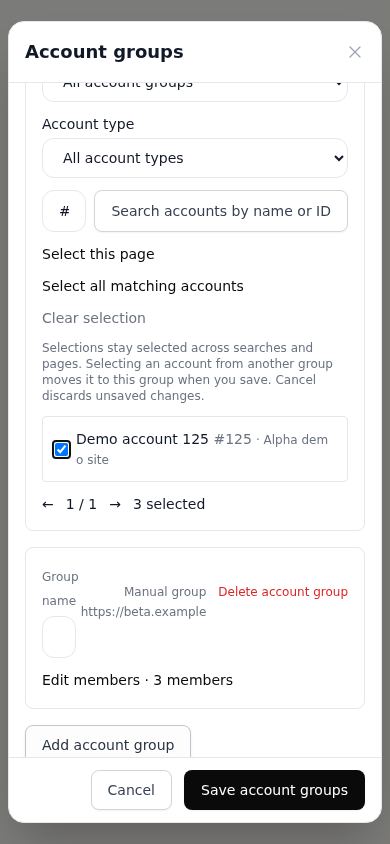 Account groups
All account groups
Account type
All account types
#
Search accounts by name or ID
Select this page
Select all matching accounts
Clear selection
Selections stay selected across searches and
pages. Selecting an account from another group
moves it to this group when you save. Cancel
discards unsaved changes.
Demo account 125 #125 · Alpha dem
o site
← 1 / 1 → 3 selected
Group
name
Manual group
https://beta.example
Delete account group
Edit members · 3 members
Add account group
Cancel
Save account groups